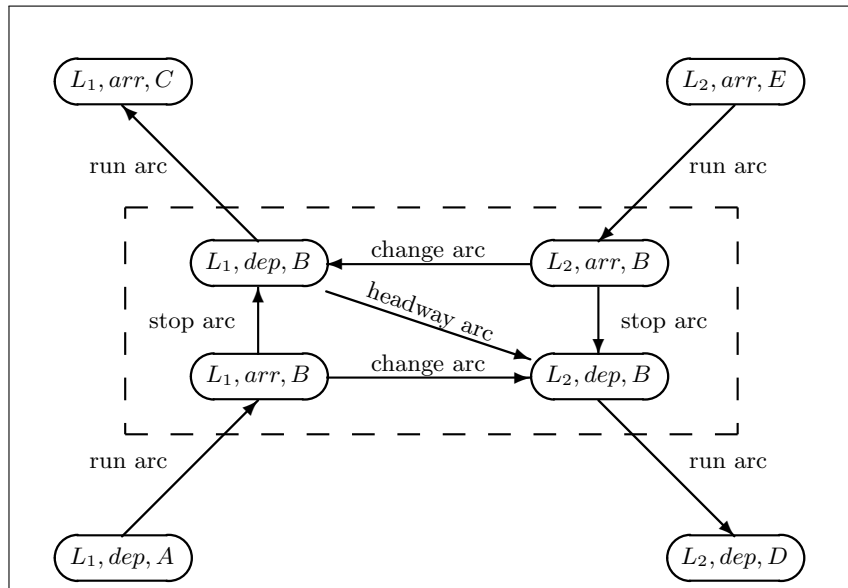 L₁, arr, C
L₂, arr, E
run arc
run arc
L₁, dep, B
change arc
L₂, arr, B
headway arc
stop arc
stop arc
L₁, arr, B
change arc
L₂, dep, B
run arc
run arc
L₁, dep, A
L₂, dep, D